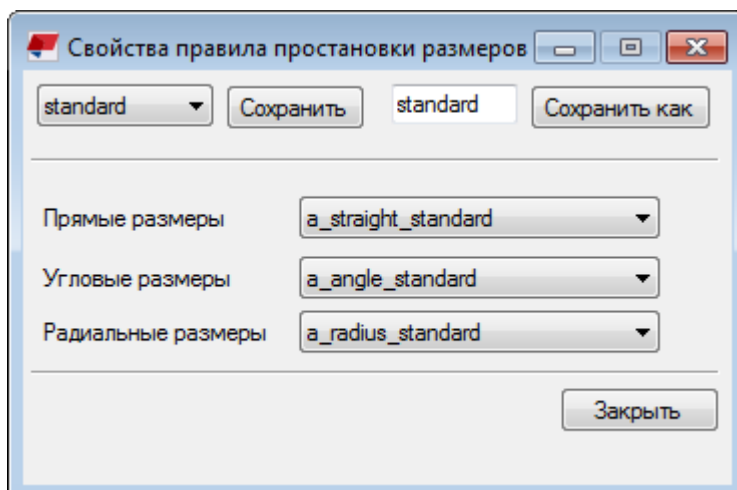 Свойства правила простановки размеров
standard Сохранить standard Сохранить как
Прямые размеры a_straight_standard
Угловые размеры a_angle_standard
Радиальные размеры a_radius_standard
Закрыть